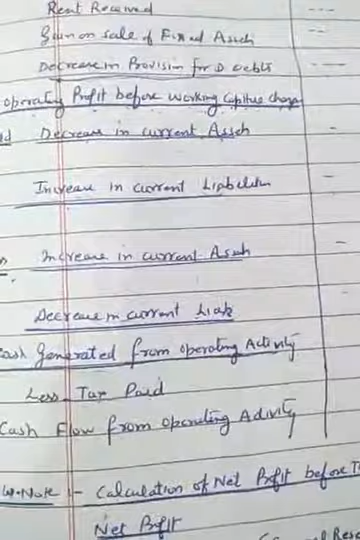 Rent Received ---
Gain on sale of Fixed Assets --
Decrease in Provision for D Debts ---
operating Profit before working capital changes
Decrease in current Assets -
Increase in current Liabilities -
Increase in current Assets -
Decrease in current Liab -
Cash Generated from operating Activity
Less Tax Paid
Cash Flow from operating Activity
Note :- Calculation of Net Profit before T
Net Profit